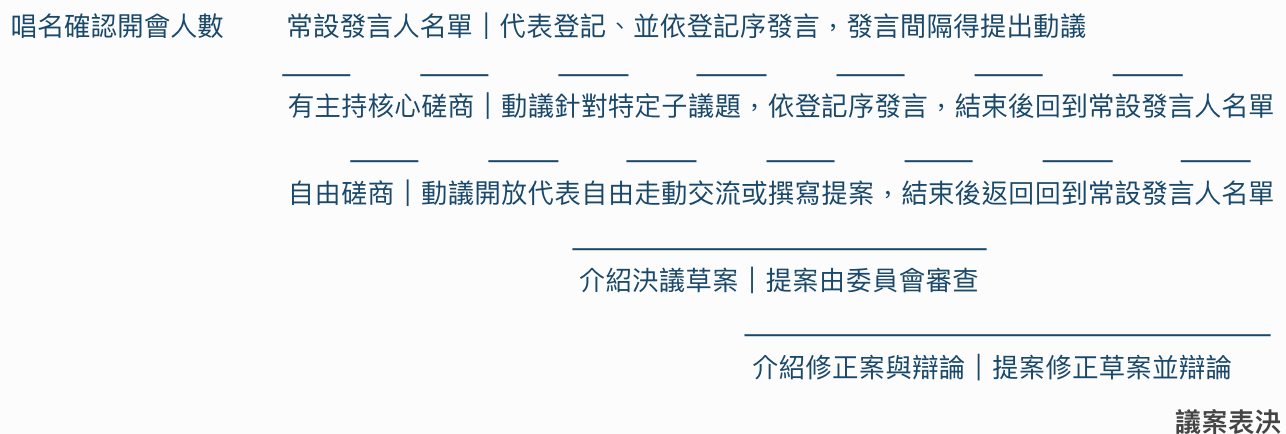 唱名確認開會人數
常設發言人名單｜代表登記、並依登記序發言，發言間隔得提出動議
有主持核心磋商｜動議針對特定子議題，依登記序發言，結束後回到常設發言人名單
自由磋商｜動議開放代表自由走動交流或撰寫提案，結束後返回回到常設發言人名單
介紹決議草案｜提案由委員會審查
介紹修正案與辯論｜提案修正草案並辯論
議案表決